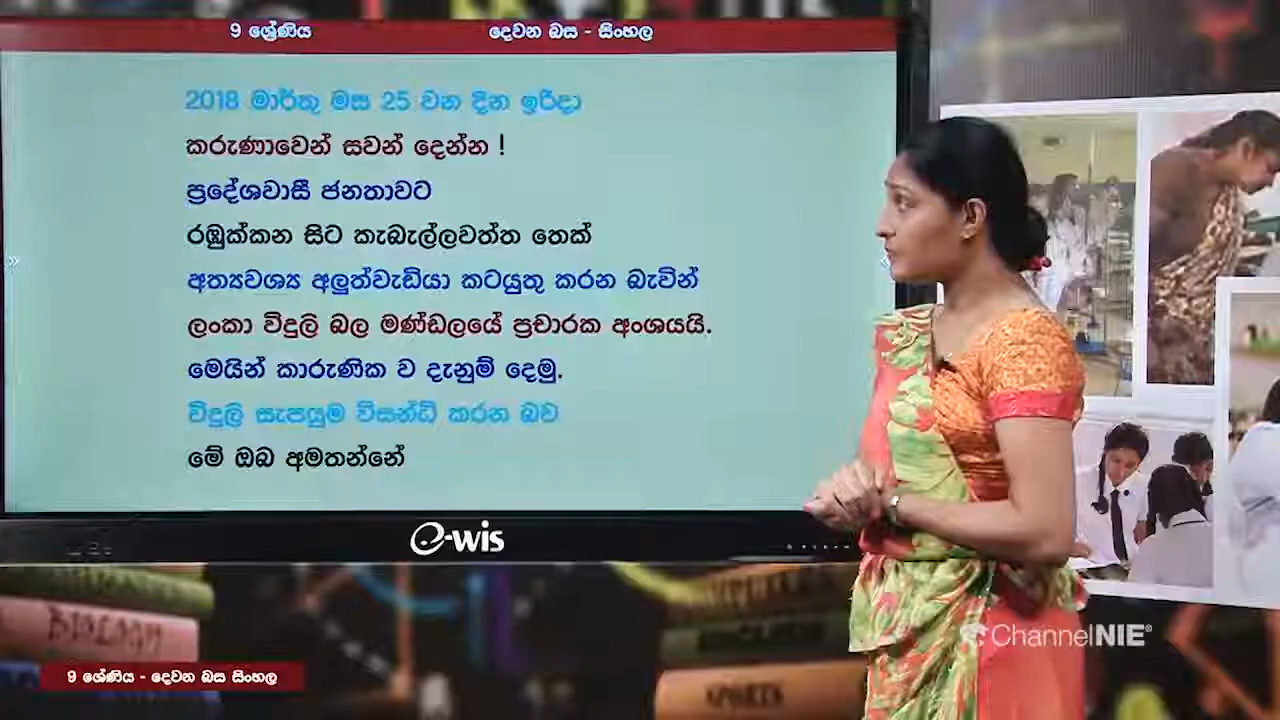 9 ශ්‍රේණිය
දෙවන බස - සිංහල
2018 මාර්තු මස 25 වන දින ඉරිදා
කරුණාවෙන් සවන් දෙන්න !
ප්‍රදේශවාසී ජනතාවට
රඹුක්කන සිට කැබැල්ලවත්ත තෙක්
අත්‍යවශ්‍ය අලුත්වැඩියා කටයුතු කරන බැවින්
ලංකා විදුලි බල මණ්ඩලයේ ප්‍රචාරක අංශයයි.
මෙයින් කාරුණික ව දැනුම් දෙමු.
විදුලි සැපයුම විසන්ධි කරන බව
මේ ඔබ අමතන්නේ
e-wis
BIOLOGY
ChannelNIE
9 ශ්‍රේණිය - දෙවන බස සිංහල
SPORTS